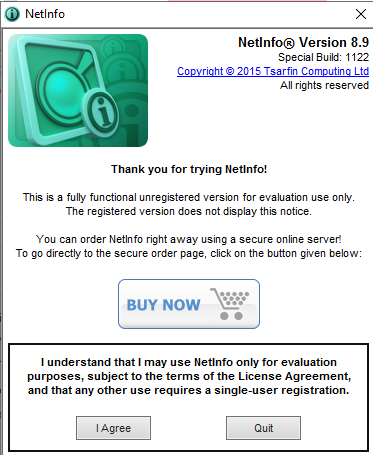 NetInfo
NetInfo® Version 8.9
Special Build: 1122
Copyright © 2015 Tsarfin Computing Ltd
All rights reserved
Thank you for trying NetInfo!
This is a fully functional unregistered version for evaluation use only.
The registered version does not display this notice.
You can order NetInfo right away using a secure online server!
To go directly to the secure order page, click on the button given below:
BUY NOW
I understand that I may use NetInfo only for evaluation
purposes, subject to the terms of the License Agreement,
and that any other use requires a single-user registration.
I Agree
Quit